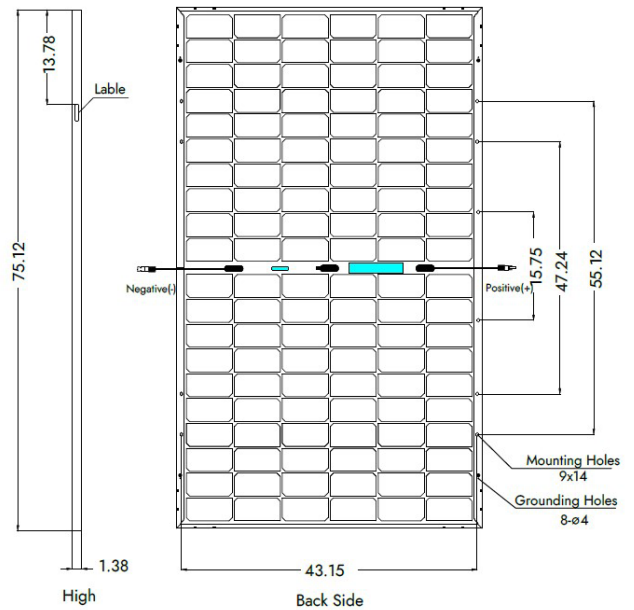 13.78
Lable
75.12
1.38
High
Negative(-)
Positive(+)
15.75
47.24
55.12
Mounting Holes
9x14
Grounding Holes
8-ø4
43.15
Back Side